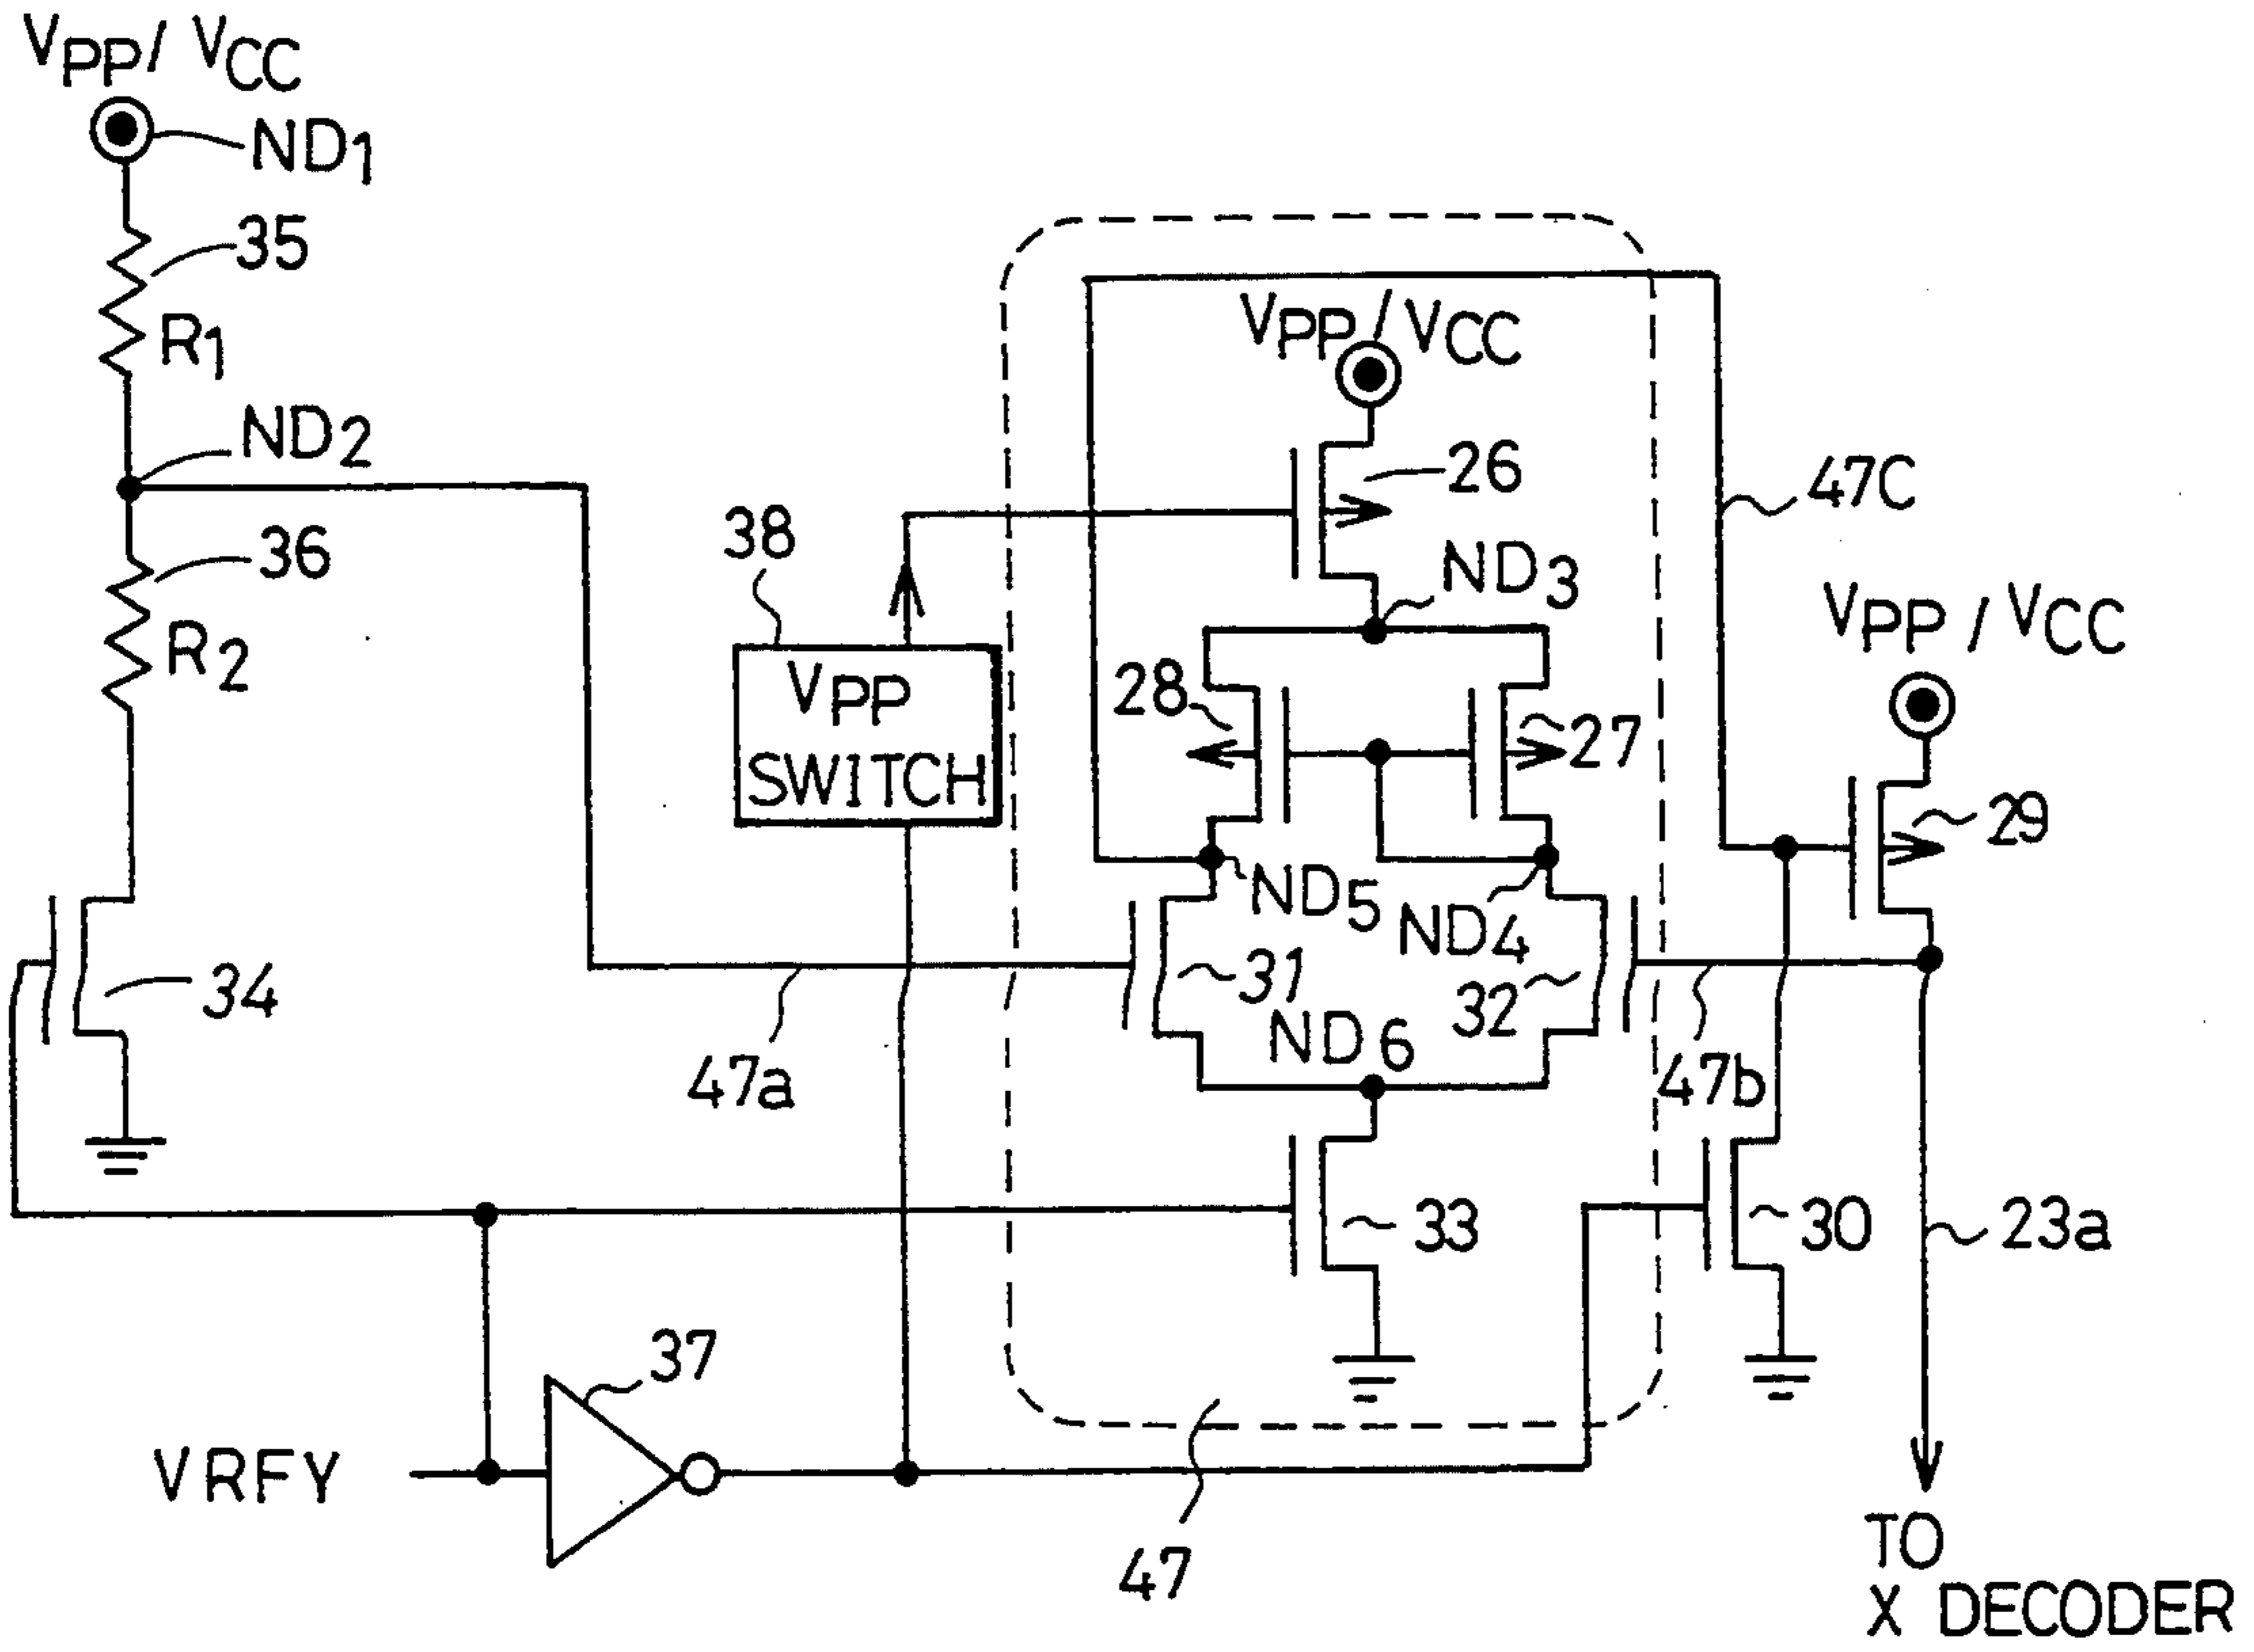 VPP/ VCC
ND1
35
R1
ND2
36
R2
34
38
VPP
SWITCH
VPP/VCC
26
ND3
28
27
ND5
ND4
31
32
ND6
47a
47b
47C
VPP/VCC
29
33
30
23a
37
VRFY
47
TO
X DECODER